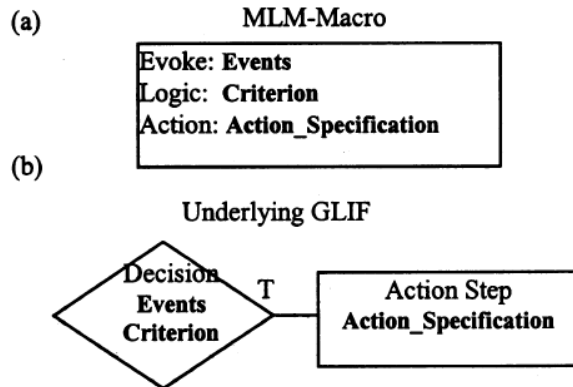 (a)
MLM-Macro
Evoke: Events
Logic: Criterion
Action: Action_Specification
(b)
Underlying GLIF
Decision
Events
Criterion
T
Action Step
Action_Specification